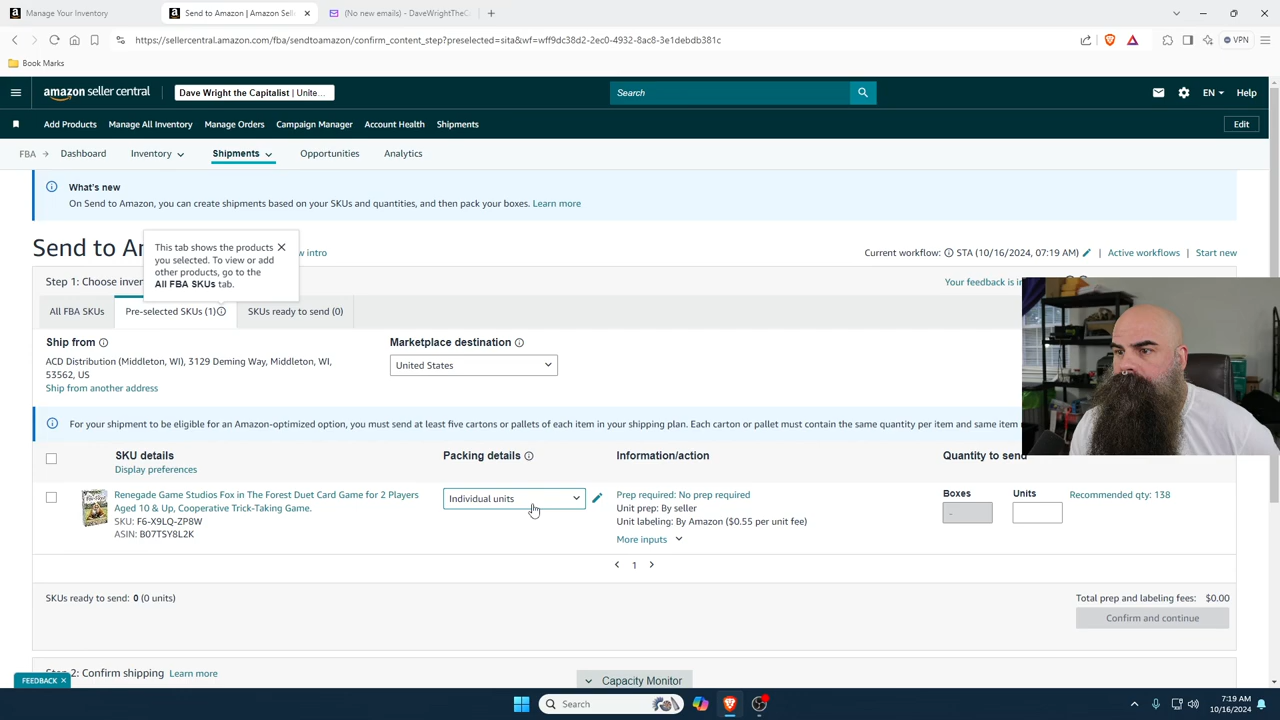 Manage Your Inventory
Send to Amazon | Amazon Sell
(No new emails) - DaveWrightTheCa
https://sellercentral.amazon.com/fba/sendtoamazon/confirm_content_step?preselected=sita&wf=wff9dc38d2-2ec0-4932-8ac8-3e1debdb381c
VPN
Book Marks
amazon seller central
Dave Wright the Capitalist | Unite...
Search
EN
Help
Add Products
Manage All Inventory
Manage Orders
Campaign Manager
Account Health
Shipments
Edit
FBA
Dashboard
Inventory
Shipments
Opportunities
Analytics
What's new
On Send to Amazon, you can create shipments based on your SKUs and quantities, and then pack your boxes. Learn more
Send to Am
w intro
Current workflow: STA (10/16/2024, 07:19 AM) | Active workflows | Start new
This tab shows the products
you selected. To view or add
other products, go to the
All FBA SKUs tab.
Step 1: Choose inven
Your feedback is im
All FBA SKUs
Pre-selected SKUs (1)
SKUs ready to send (0)
Ship from
Marketplace destination
ACD Distribution (Middleton, WI), 3129 Deming Way, Middleton, WI,
53562, US
United States
Ship from another address
For your shipment to be eligible for an Amazon-optimized option, you must send at least five cartons or pallets of each item in your shipping plan. Each carton or pallet must contain the same quantity per item and same item
SKU details
Packing details
Information/action
Quantity to send
Display preferences
Renegade Game Studios Fox in The Forest Duet Card Game for 2 Players
Aged 10 & Up, Cooperative Trick-Taking Game.
SKU: F6-X9LQ-ZP8W
ASIN: B07TSY8L2K
Individual units
Prep required: No prep required
Unit prep: By seller
Unit labeling: By Amazon ($0.55 per unit fee)
More inputs
Boxes
Units
Recommended qty: 138
-
1
SKUs ready to send: 0 (0 units)
Total prep and labeling fees: $0.00
Confirm and continue
Step 2: Confirm shipping
Learn more
FEEDBACK
Capacity Monitor
Search
7:19 AM
10/16/2024